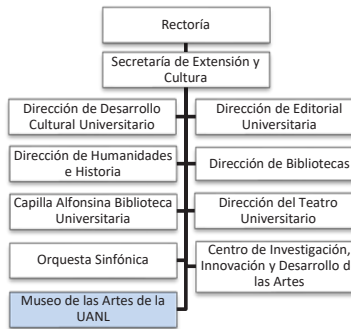 Rectoría
Secretaría de Extensión y
Cultura
Dirección de Desarrollo
Cultural Universitario
Dirección de Editorial
Universitaria
Dirección de Humanidades
e Historia
Dirección de Bibliotecas
Capilla Alfonsina Biblioteca
Universitaria
Dirección del Teatro
Universitario
Orquesta Sinfónica
Centro de Investigación,
Innovación y Desarrollo d
las Artes
Museo de las Artes de la
UANL